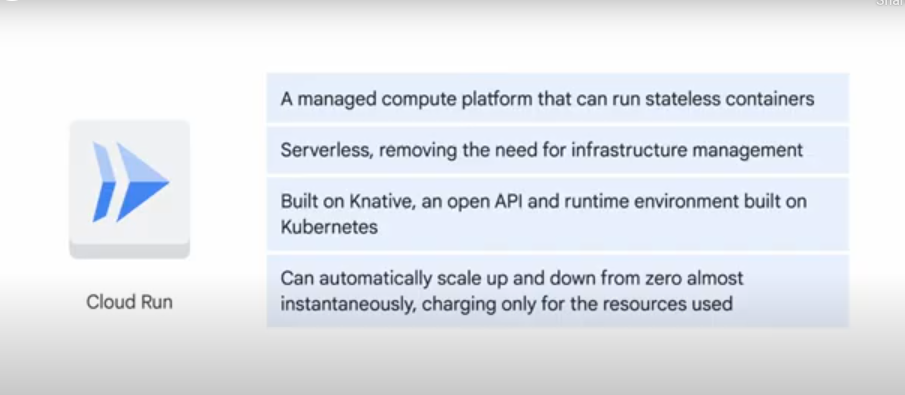 A managed compute platform that can run stateless containers
Serverless, removing the need for infrastructure management
Built on Knative, an open API and runtime environment built on
Kubernetes
Can automatically scale up and down from zero almost
instantaneously, charging only for the resources used
Cloud Run